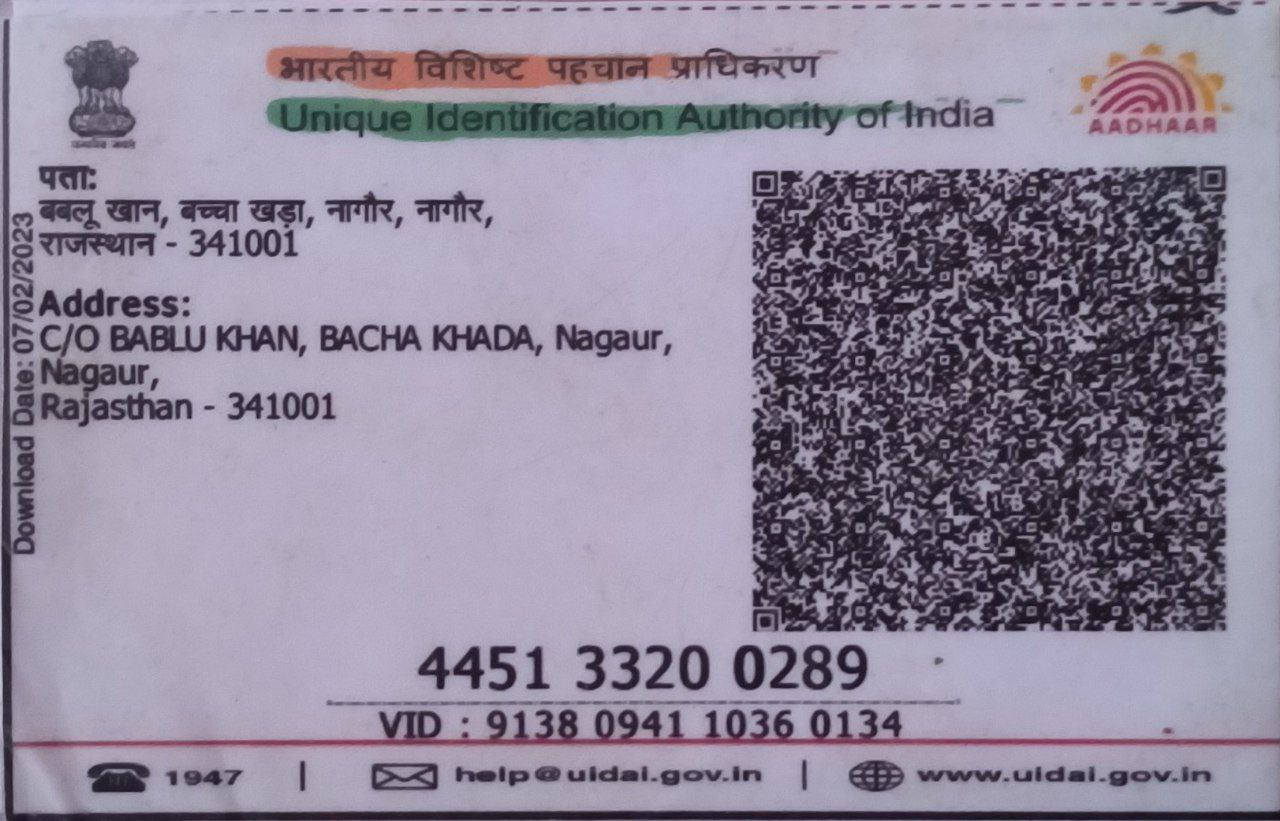 भारतीय विशिष्ट पहचान प्राधिकरण
Unique Identification Authority of India
AADHAAR
पता:
बबलू खान, बच्चा खड़ा, नागौर, नागौर,
राजस्थान - 341001
Address:
C/O BABLU KHAN, BACHA KHADA, Nagaur,
Nagaur,
Rajasthan - 341001
Download Date: 07/02/2023
4451 3320 0289
VID : 9138 0941 1036 0134
1947 | help@uidai.gov.in | www.uidai.gov.in